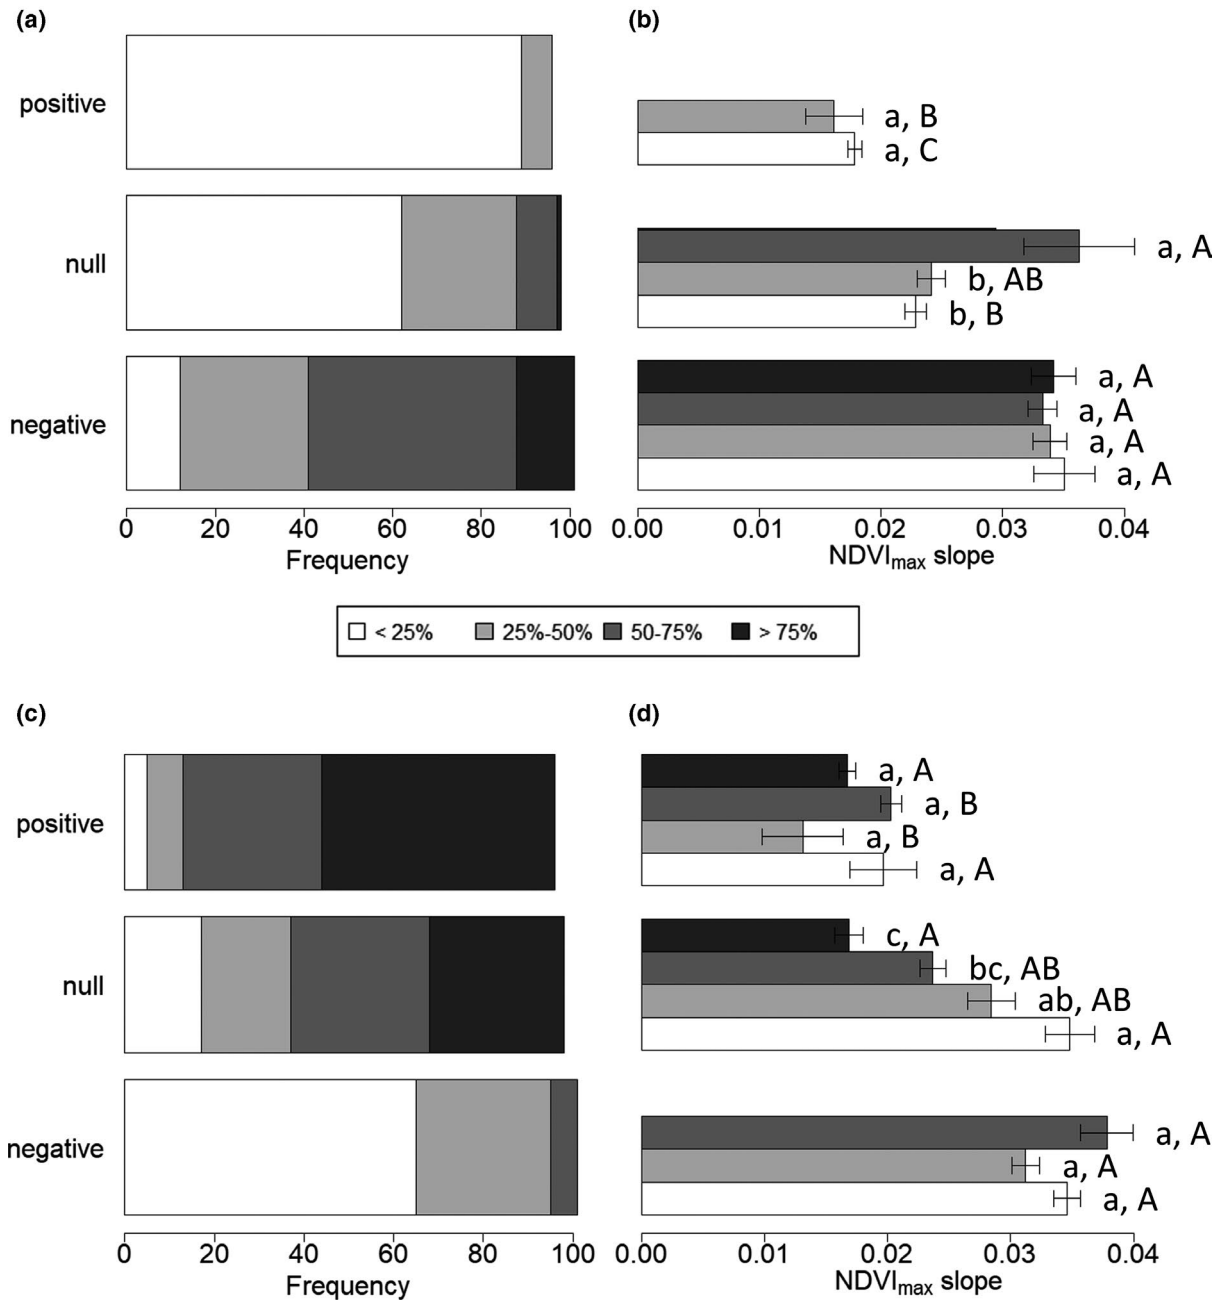 (a)
positive
null
negative
0 20 40 60 80 100
Frequency
(b)
a, B
a, C
a, A
b, AB
b, B
a, A
a, A
a, A
a, A
0.00 0.01 0.02 0.03 0.04
NDVImax slope
< 25% 25%-50% 50-75% > 75%
(c)
positive
null
negative
0 20 40 60 80 100
Frequency
(d)
a, A
a, B
a, B
a, A
c, A
bc, AB
ab, AB
a, A
a, A
a, A
a, A
0.00 0.01 0.02 0.03 0.04
NDVImax slope